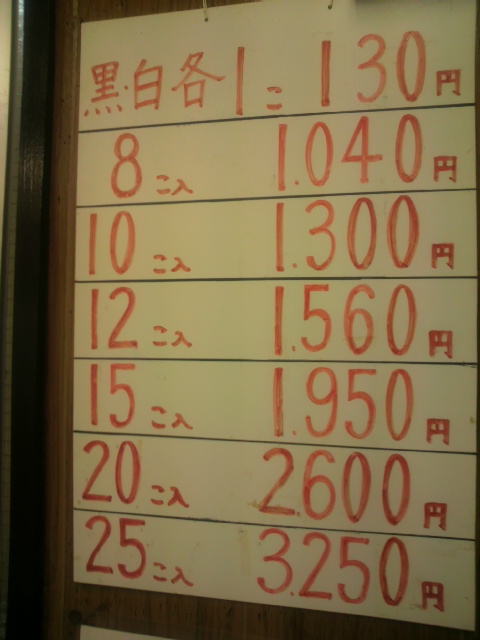 黒・白各1こ 130円
8こ入 1.040円
10こ入 1.300円
12こ入 1.560円
15こ入 1.950円
20こ入 2.600円
25こ入 3.250円